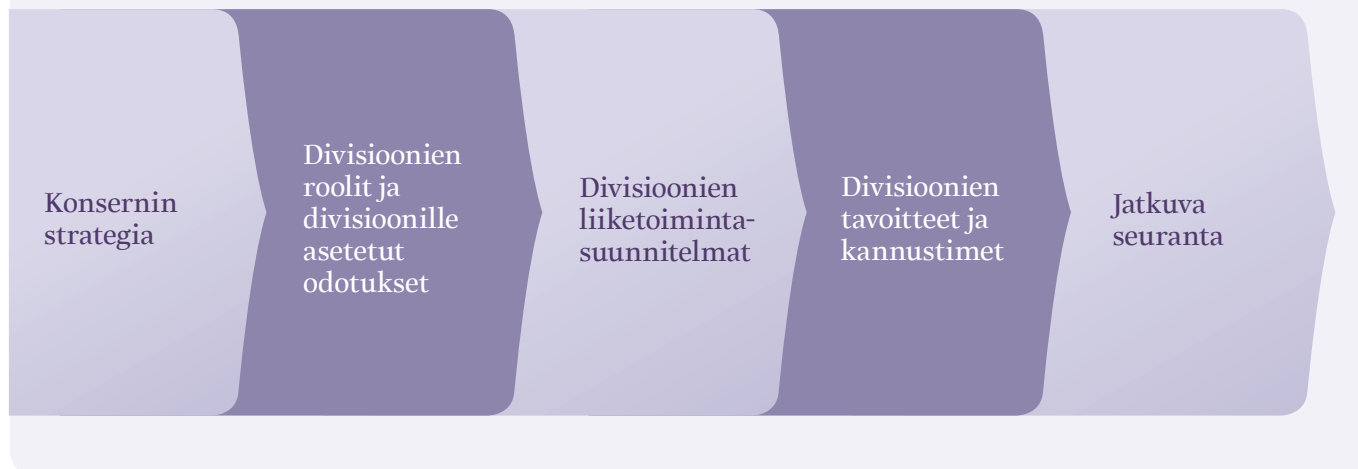 Konsernin
strategia
Divisioonien
roolit ja
divisioonille
asetetut
odotukset
Divisioonien
liiketoiminta-
suunnitelmat
Divisioonien
tavoitteet ja
kannustimet
Jatkuva
seuranta